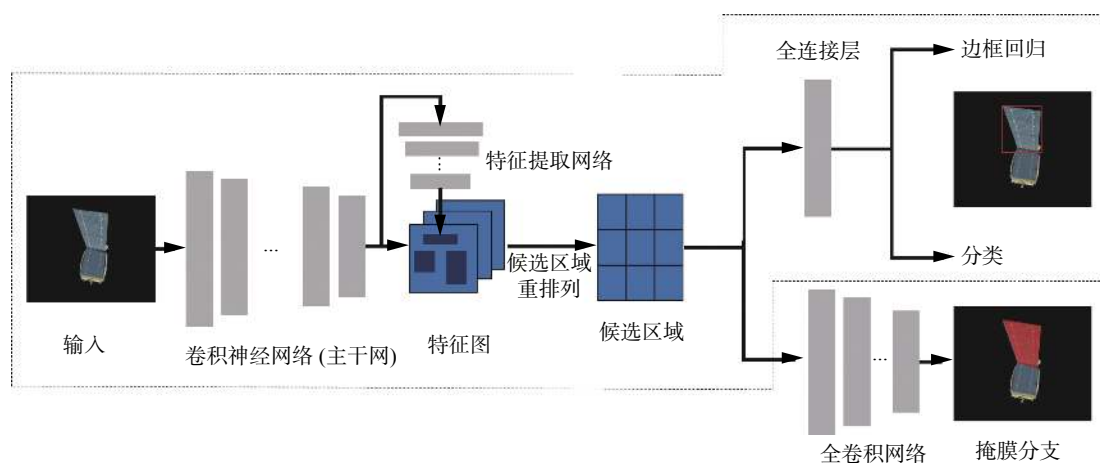 全连接层
边框回归
特征提取网络
...
...
候选区域
重排列
分类
输入
卷积神经网络 (主干网)
特征图
候选区域
...
全卷积网络
掩膜分支